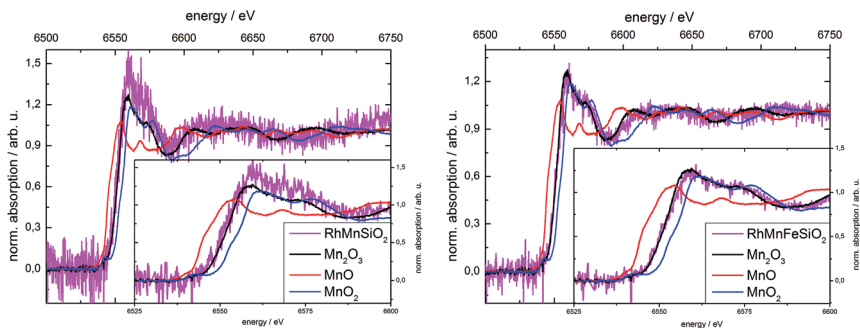 energy / eV
6500 6550 6600 6650 6700 6750
norm. absorption / arb. u.
1,5
1,2
0,9
0,6
0,3
0,0
1,5
1,0
0,5
0,0
norm. absorption / arb. u.
RhMnSiO₂
Mn₂O₃
MnO
MnO₂
6525 6550 6575 6600
energy / eV
energy / eV
6500 6550 6600 6650 6700 6750
norm. absorption / arb. u.
1,2
0,9
0,6
0,3
0,0
1,5
1,0
0,5
0,0
norm. absorption / arb. u.
RhMnFeSiO₂
Mn₂O₃
MnO
MnO₂
6525 6550 6575 6600
energy / eV